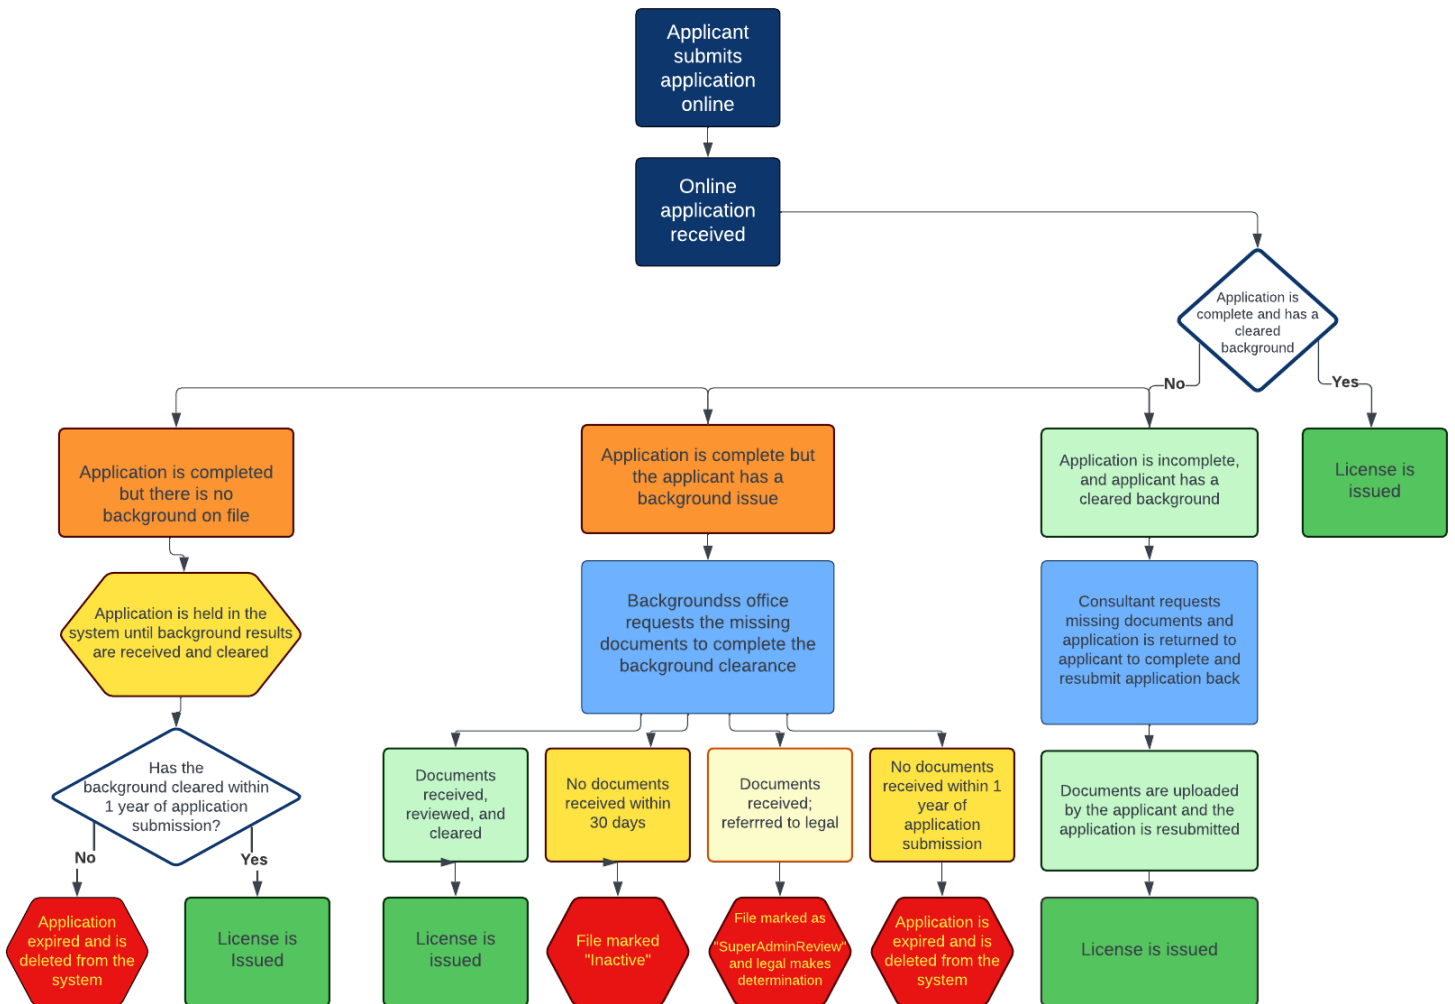 Applicant
submits
application
online
Online
application
received
Application is
complete and has a
cleared
background
No
Yes
Application is completed
but there is no
background on file
Application is complete but
the applicant has a
background issue
Application is incomplete,
and applicant has a
cleared background
License is
issued
Application is held in the
system until background results
are received and cleared
Backgroundss office
requests the missing
documents to complete the
background clearance
Consultant requests
missing documents and
application is returned to
applicant to complete and
resubmit application back
Has the
background cleared within
1 year of application
submission?
No
Yes
Documents
received,
reviewed, and
cleared
No documents
received within
30 days
Documents
received;
referrred to legal
No documents
received within 1
year of
application
submission
Documents are uploaded
by the applicant and the
application is resubmitted
Application
expired and is
deleted from the
system
License is
Issued
License is
issued
File marked
"Inactive"
File marked as
"SuperAdminReview"
and legal makes
determination
Application is
expired and is
deleted from the
system
License is issued